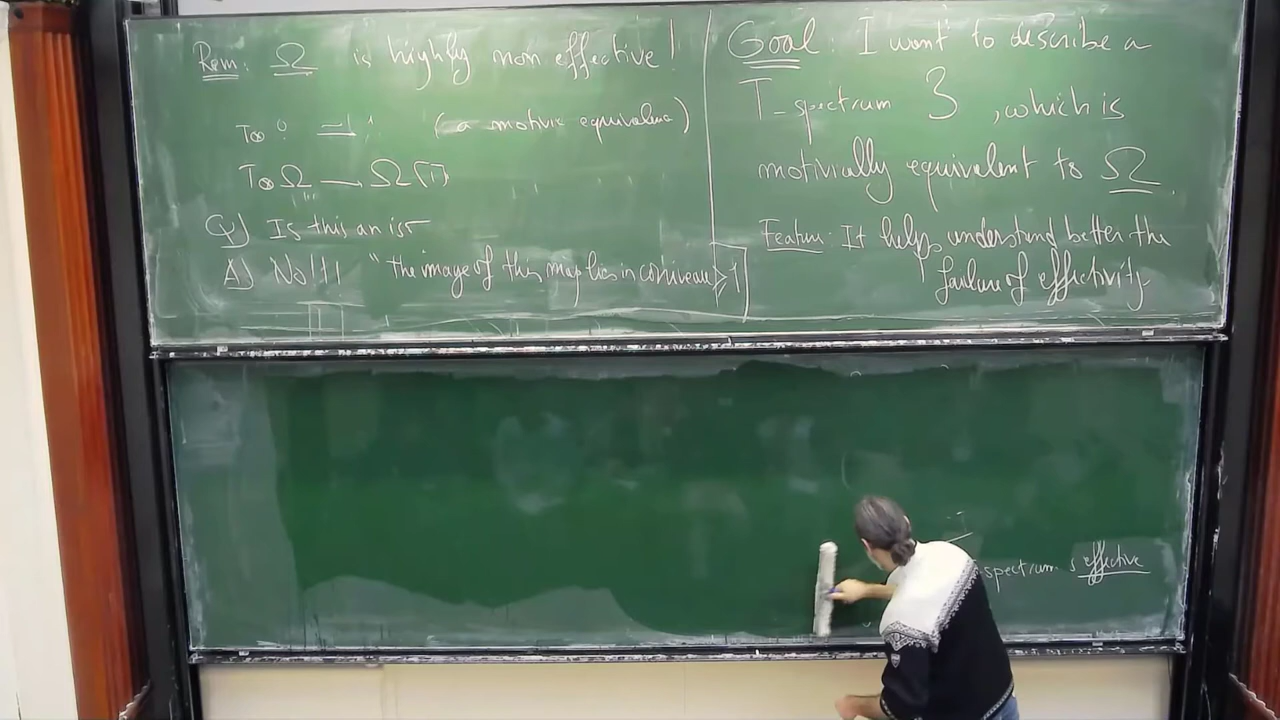 Rem: Ω is highly non effective!
(a motivic equivalence)
T⊗Ω → Ω(T)
Q) Is this an iso
A) No!!! "the image of this map lies in coniveau ≥ 1
Goal: I want to describe a
T-spectrum 3, which is
motivically equivalent to Ω.
Feature: It helps understand better the
failure of effectivity.
spectrum is effective